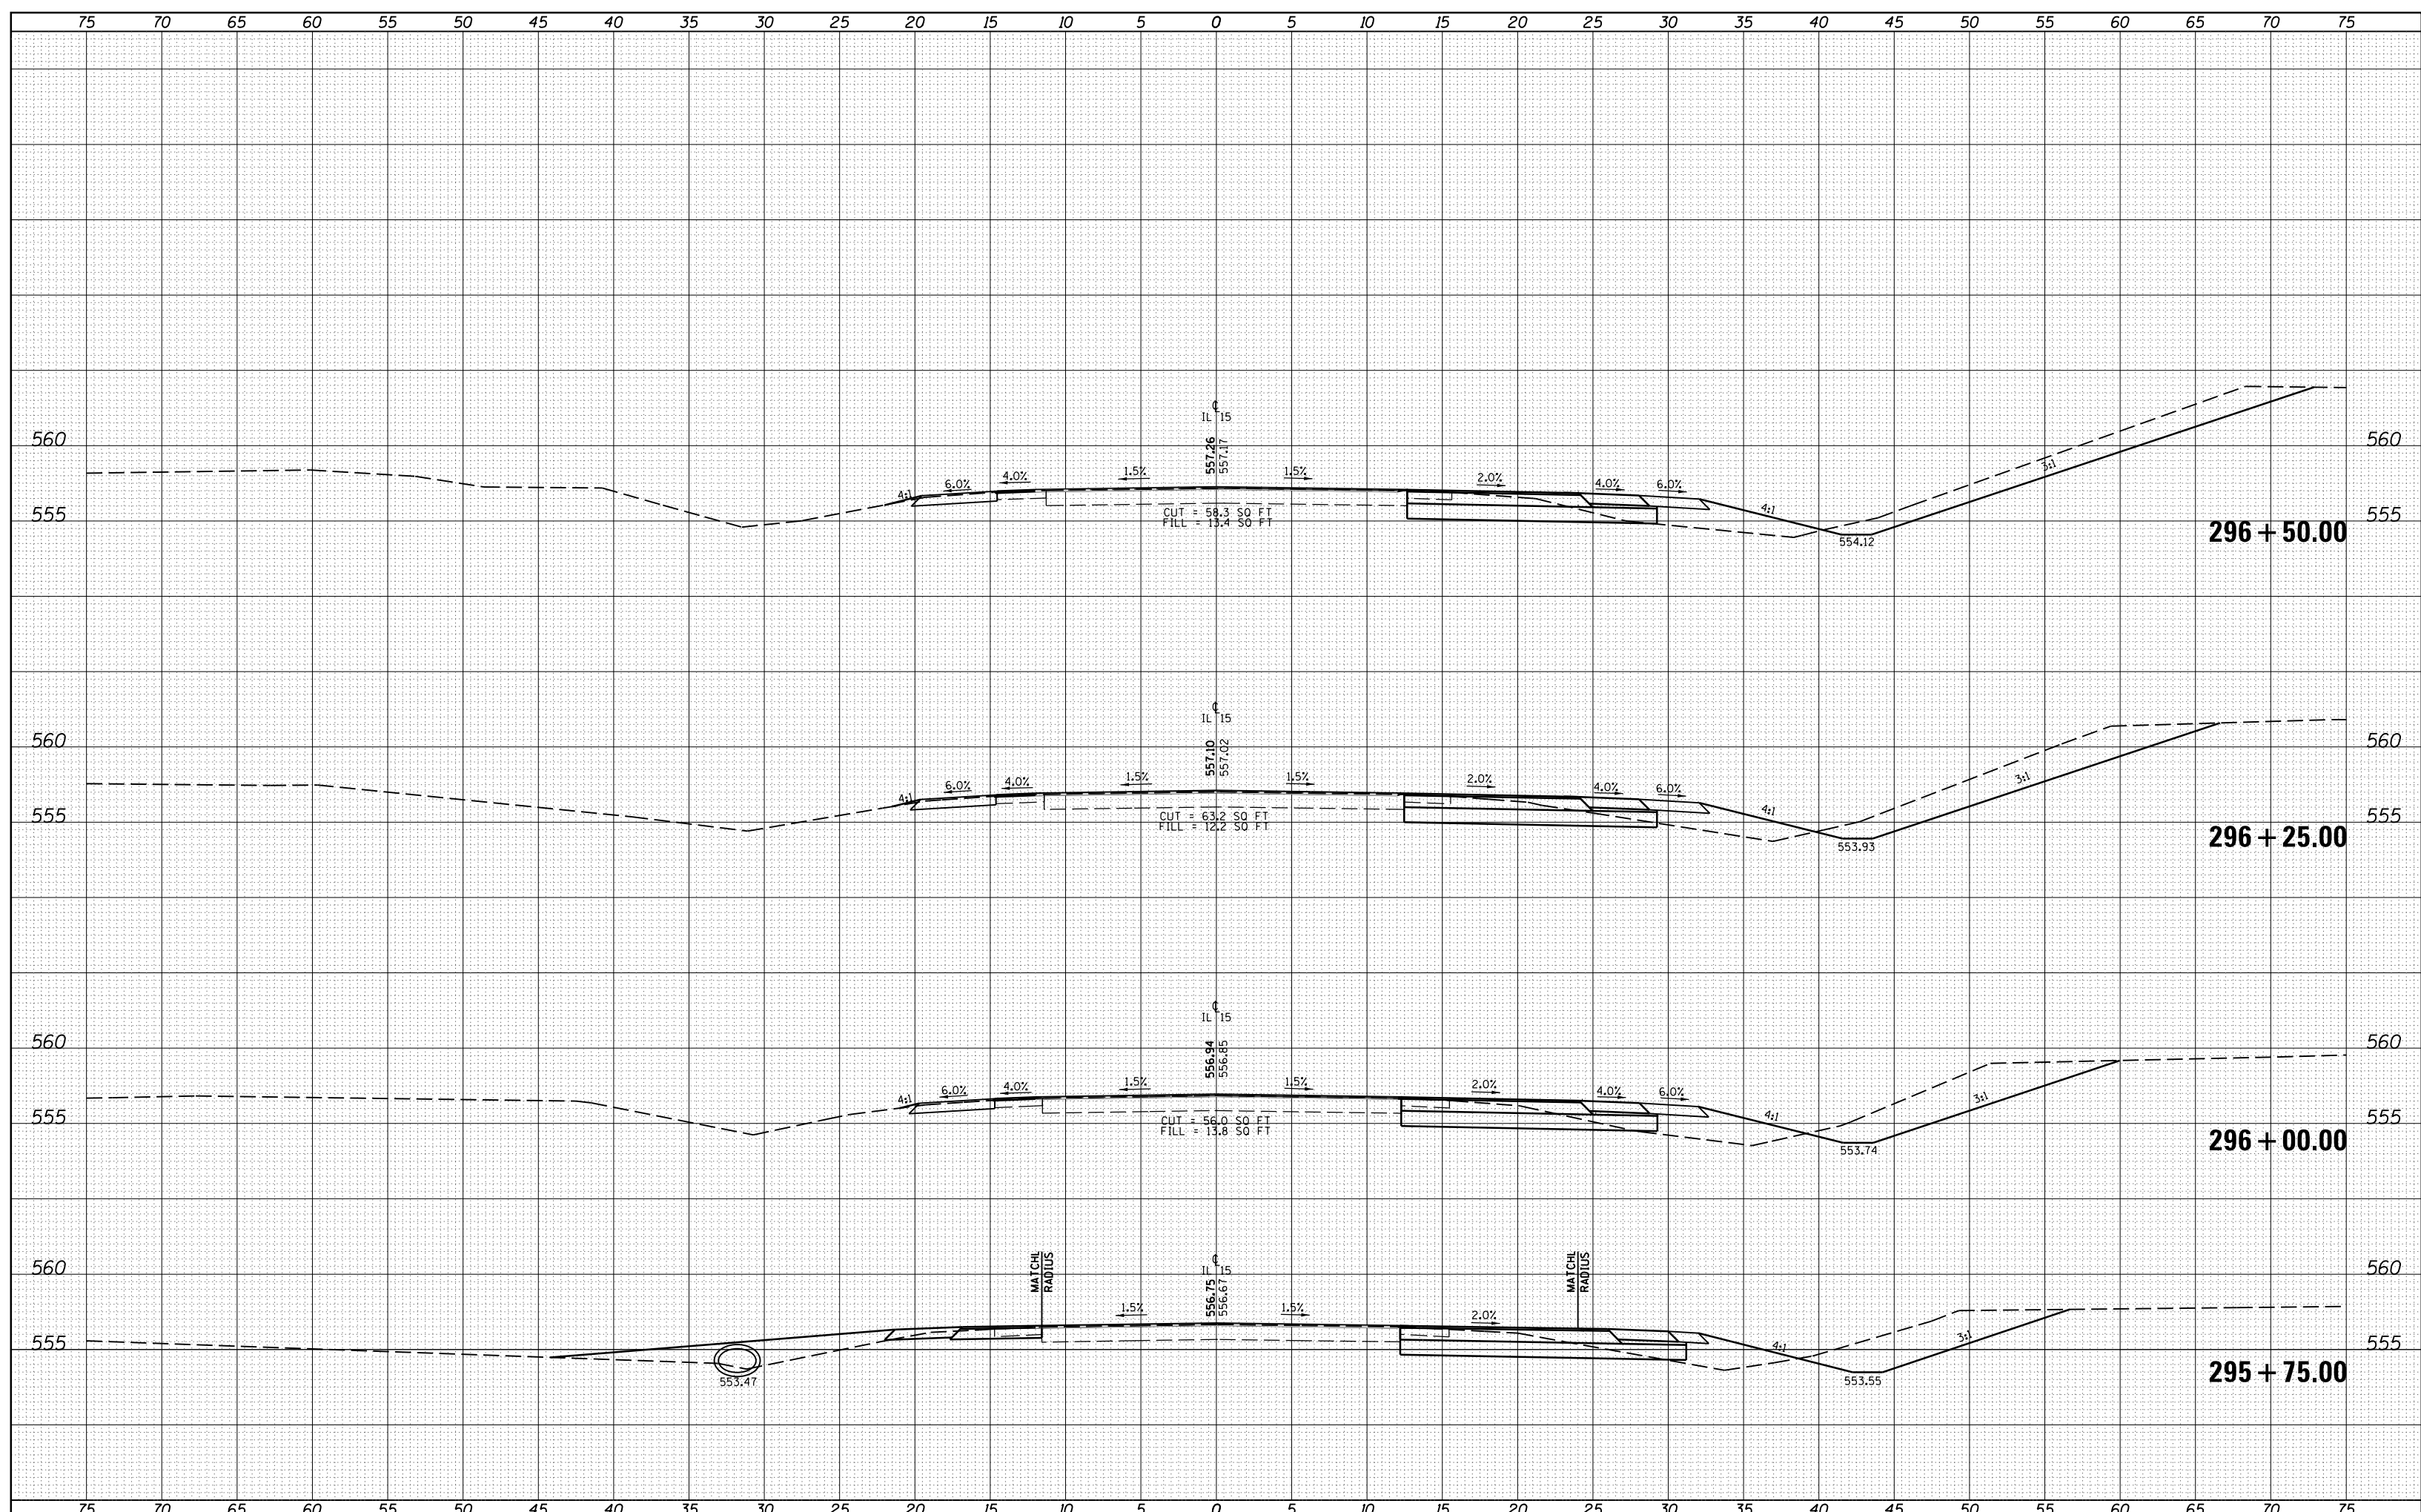 75 70 65 60 55 50 45 40 35 30 25 20 15 10 5 0 5 10 15 20 25 30 35 40 45 50 55 60 65 70 75
℄
IL 15
560 557.26 557.17 560
4:1 6.0% 4.0% 1.5% 1.5% 2.0% 4.0% 6.0% 4:1 3:1
555 CUT = 58.3 SQ FT 555
FILL = 13.4 SQ FT
554.12
296+50.00
℄
IL 15
560 557.10 557.02 560
4:1 6.0% 4.0% 1.5% 1.5% 2.0% 4.0% 6.0% 4:1 3:1
555 CUT = 63.2 SQ FT 555
FILL = 12.2 SQ FT
553.93
296+25.00
℄
IL 15
560 556.94 556.85 560
4:1 6.0% 4.0% 1.5% 1.5% 2.0% 4.0% 6.0% 4:1 3:1
555 CUT = 56.0 SQ FT 555
FILL = 13.8 SQ FT
553.74
296+00.00
MATCHL
RADIUS
℄
IL 15
MATCHL
RADIUS
560 556.75 556.67 560
1.5% 1.5% 2.0% 4:1 3:1
555 555
553.47 553.55
295+75.00
75 70 65 60 55 50 45 40 35 30 25 20 15 10 5 0 5 10 15 20 25 30 35 40 45 50 55 60 65 70 75